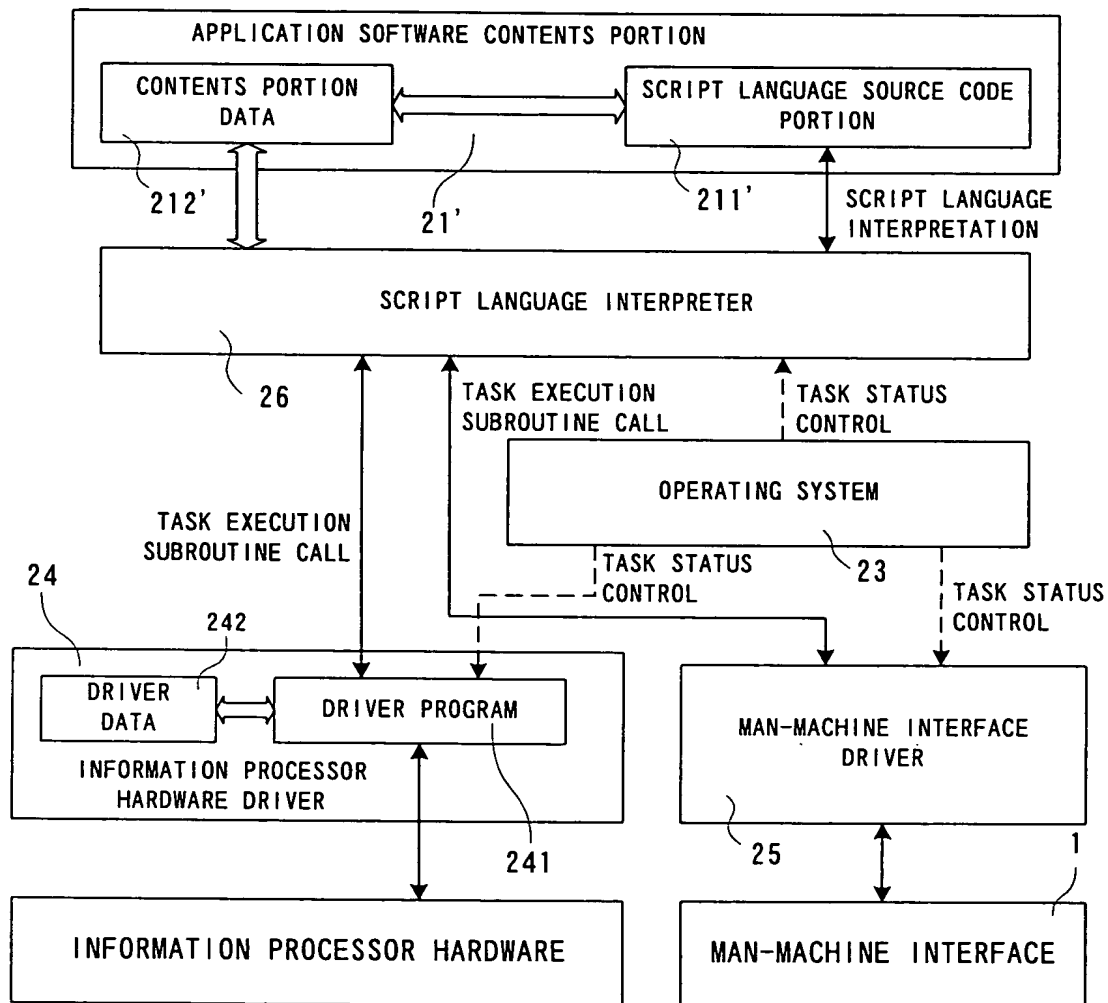 APPLICATION SOFTWARE CONTENTS PORTION
CONTENTS PORTION
DATA
SCRIPT LANGUAGE SOURCE CODE
PORTION
212'
21'
211'
SCRIPT LANGUAGE
INTERPRETATION
SCRIPT LANGUAGE INTERPRETER
26
TASK EXECUTION
SUBROUTINE CALL
TASK STATUS
CONTROL
OPERATING SYSTEM
23
TASK EXECUTION
SUBROUTINE CALL
TASK STATUS
CONTROL
TASK STATUS
CONTROL
24
242
DRIVER
DATA
DRIVER PROGRAM
INFORMATION PROCESSOR
HARDWARE DRIVER
241
MAN-MACHINE INTERFACE
DRIVER
25
1
INFORMATION PROCESSOR HARDWARE
MAN-MACHINE INTERFACE